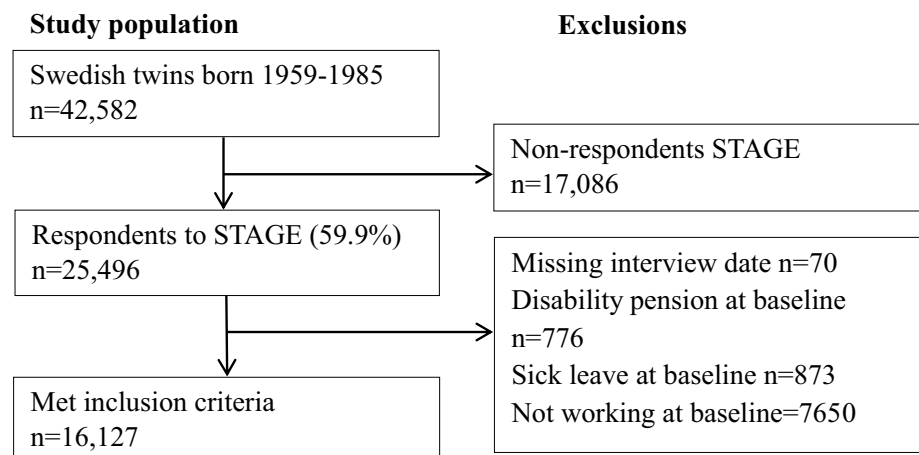 Study population
Exclusions
Swedish twins born 1959-1985
n=42,582
Non-respondents STAGE
n=17,086
Respondents to STAGE (59.9%)
n=25,496
Missing interview date n=70
Disability pension at baseline
n=776
Sick leave at baseline n=873
Not working at baseline=7650
Met inclusion criteria
n=16,127